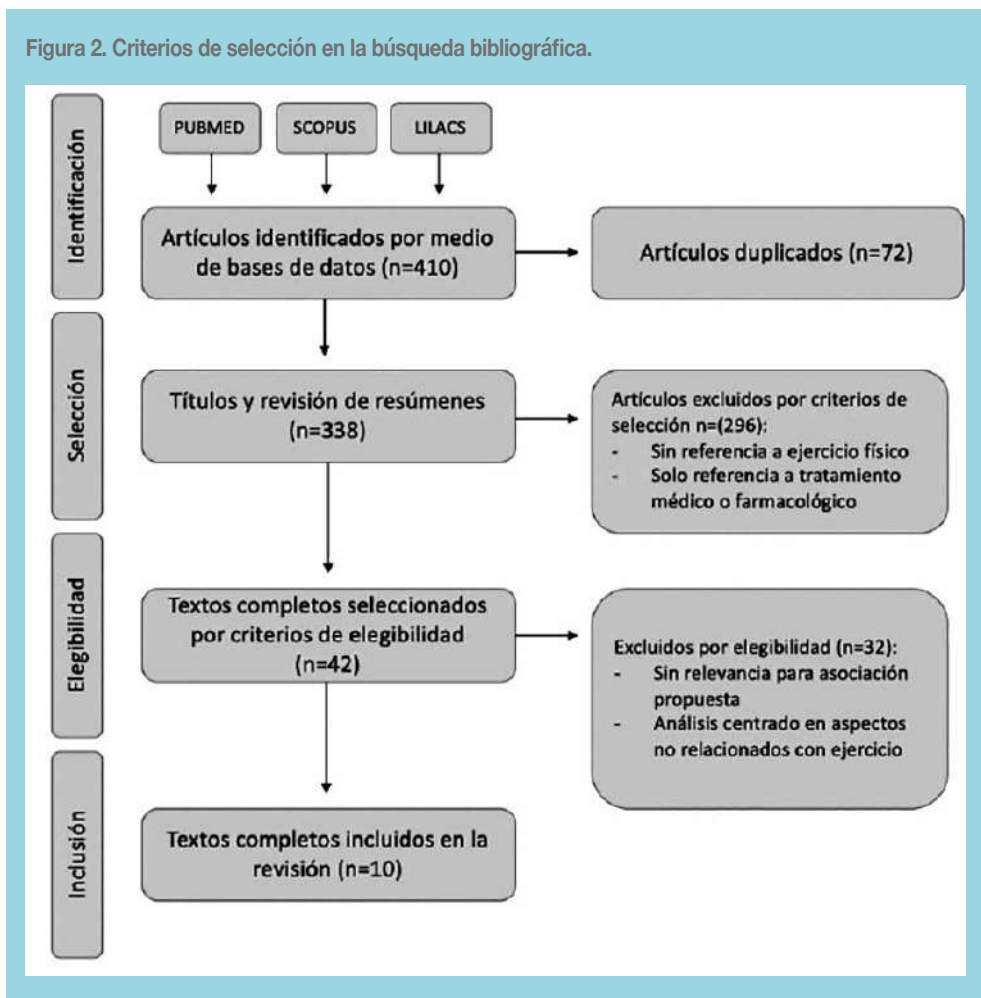 Figura 2. Criterios de selección en la búsqueda bibliográfica.
Identificación
PUBMED
SCOPUS
LILACS
Artículos identificados por medio
de bases de datos (n=410)
Artículos duplicados (n=72)
Selección
Títulos y revisión de resúmenes
(n=338)
Artículos excluidos por criterios de
selección n=(296):
- Sin referencia a ejercicio físico
- Solo referencia a tratamiento
médico o farmacológico
Elegibilidad
Textos completos seleccionados
por criterios de elegibilidad
(n=42)
Excluidos por elegibilidad (n=32):
- Sin relevancia para asociación
propuesta
- Análisis centrado en aspectos
no relacionados con ejercicio
Inclusión
Textos completos incluidos en la
revisión (n=10)